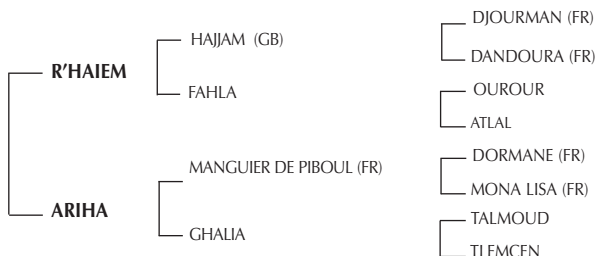 DJOURMAN (FR)
HAJJAM (GB)
DANDOURA (FR)
R'HAIEM
FAHLA
OUROUR
ATLAL
MANGUIER DE PIBOUL (FR)
DORMANE (FR)
MONA LISA (FR)
ARIHA
GHALIA
TALMOUD
TLEMCEN